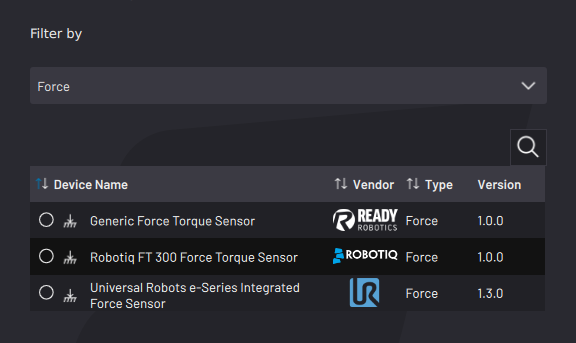 Filter by
Force
Device Name Vendor Type Version
Generic Force Torque Sensor READY ROBOTICS Force 1.0.0
Robotiq FT 300 Force Torque Sensor ROBOTIQ Force 1.0.0
Universal Robots e-Series Integrated
Force Sensor UR Force 1.3.0